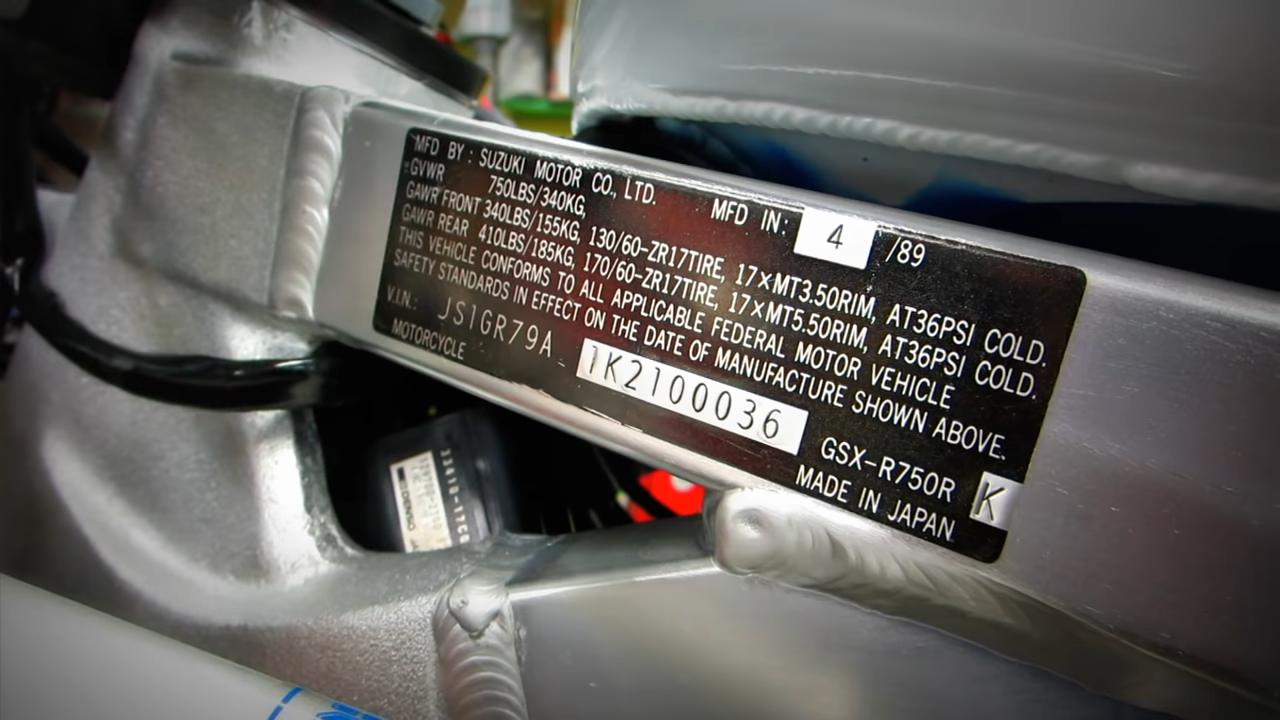 MFD BY : SUZUKI MOTOR CO., LTD. MFD IN: 4 /89
GVWR 750LBS/340KG,
GAWR FRONT 340LBS/155KG, 130/60-ZR17TIRE, 17×MT3.50RIM, AT36PSI COLD.
GAWR REAR 410LBS/185KG, 170/60-ZR17TIRE, 17×MT5.50RIM, AT36PSI COLD.
THIS VEHICLE CONFORMS TO ALL APPLICABLE FEDERAL MOTOR VEHICLE
SAFETY STANDARDS IN EFFECT ON THE DATE OF MANUFACTURE SHOWN ABOVE.
V.I.N.: JS1GR79A 1K2100036 GSX-R750R K
MOTORCYCLE MADE IN JAPAN
DENSO